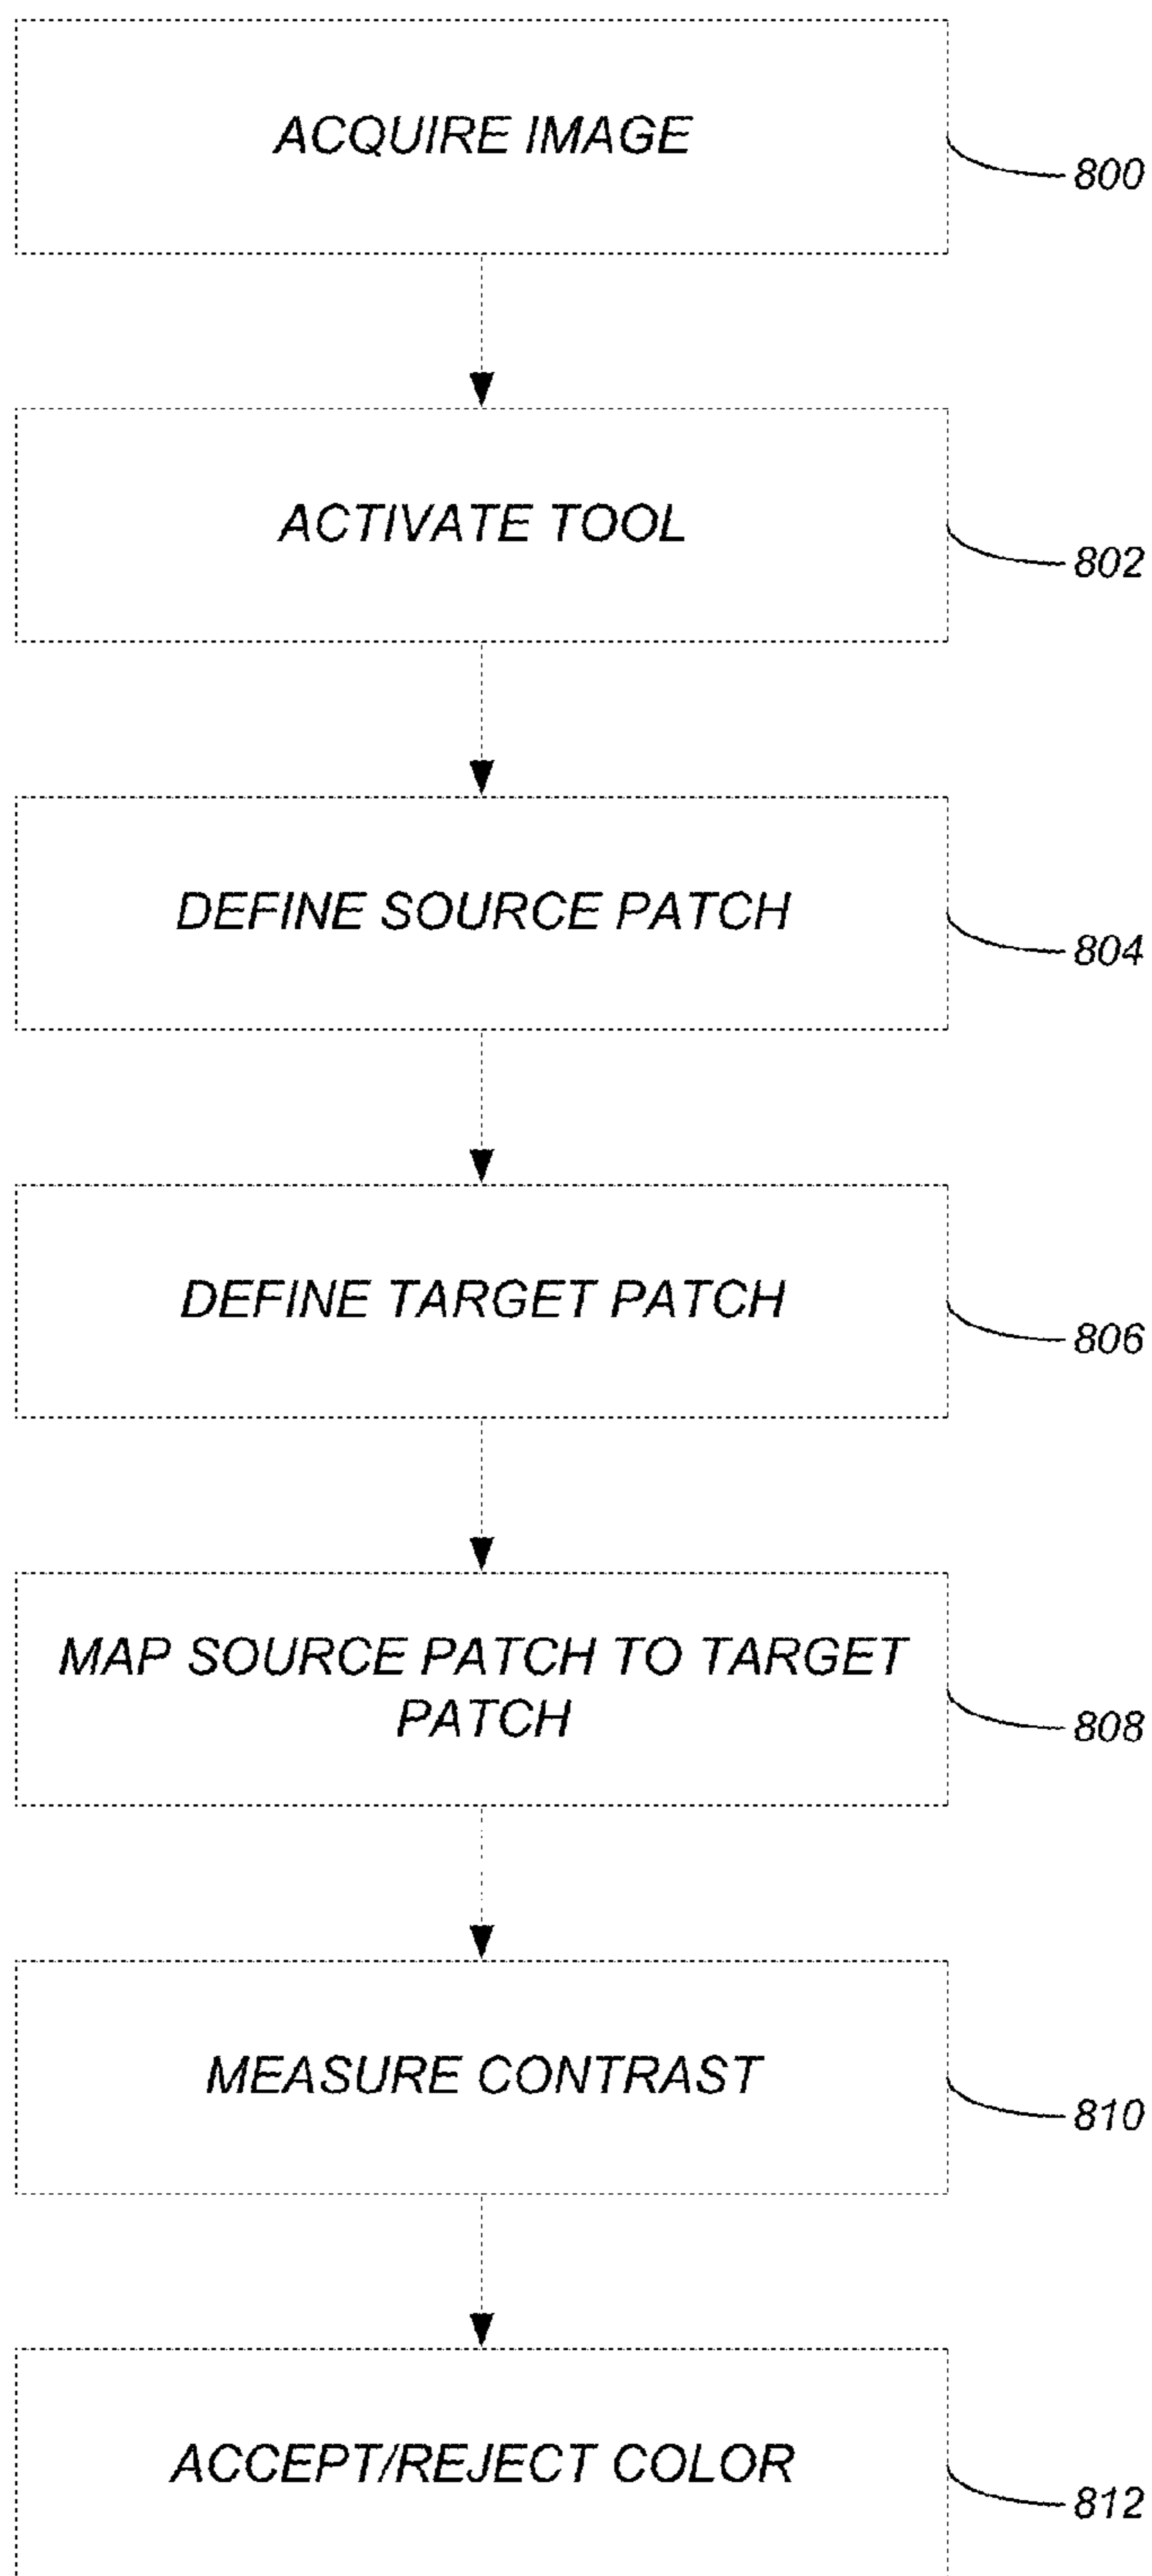 ACQUIRE IMAGE
800
ACTIVATE TOOL
802
DEFINE SOURCE PATCH
804
DEFINE TARGET PATCH
806
MAP SOURCE PATCH TO TARGET
PATCH
808
MEASURE CONTRAST
810
ACCEPT/REJECT COLOR
812